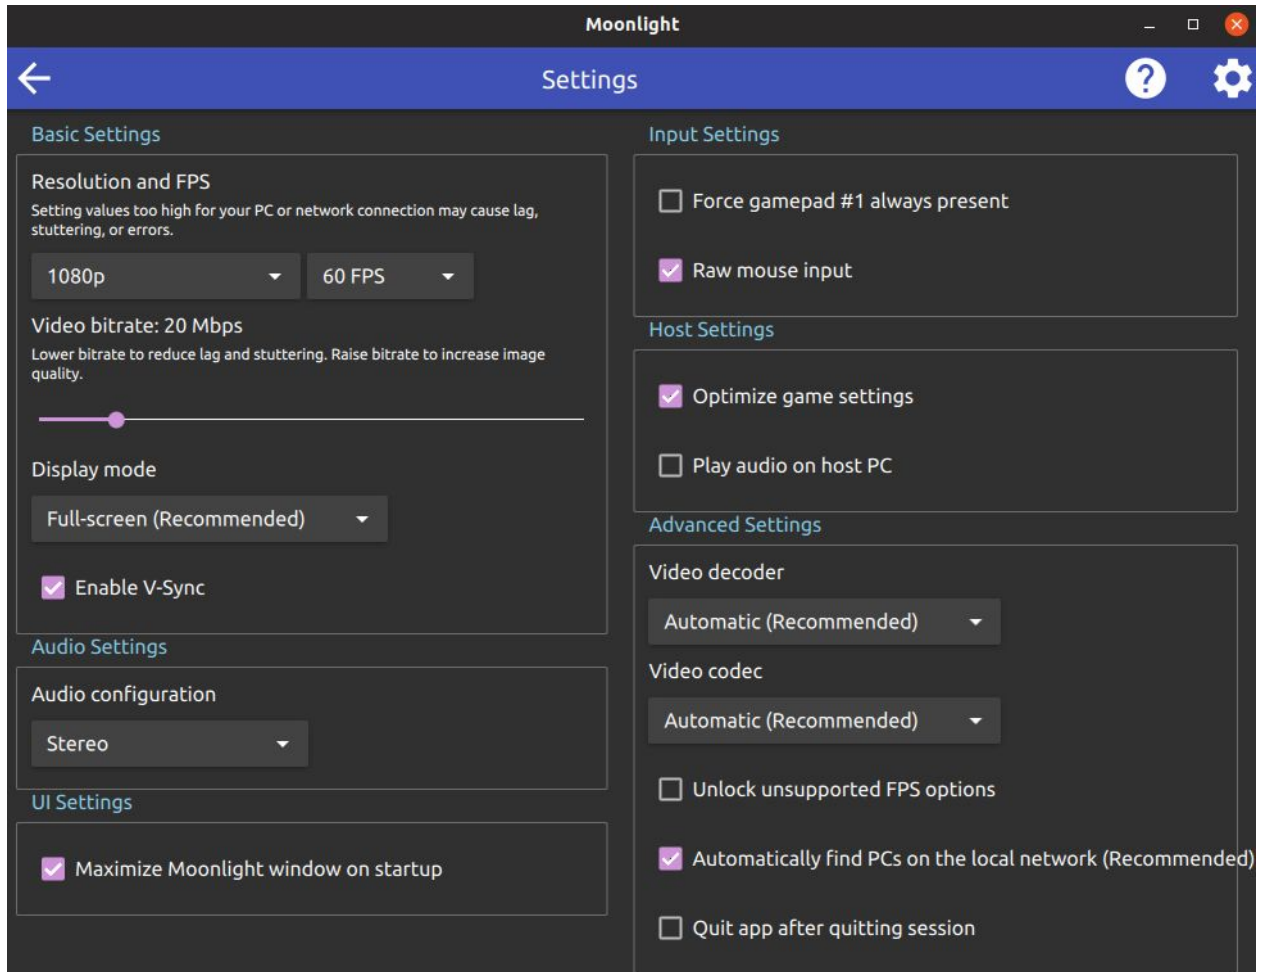 Moonlight
Settings
Basic Settings
Resolution and FPS
Setting values too high for your PC or network connection may cause lag,
stuttering, or errors.
1080p
60 FPS
Video bitrate: 20 Mbps
Lower bitrate to reduce lag and stuttering. Raise bitrate to increase image
quality.
Display mode
Full-screen (Recommended)
Enable V-Sync
Audio Settings
Audio configuration
Stereo
UI Settings
Maximize Moonlight window on startup
Input Settings
Force gamepad #1 always present
Raw mouse input
Host Settings
Optimize game settings
Play audio on host PC
Advanced Settings
Video decoder
Automatic (Recommended)
Video codec
Automatic (Recommended)
Unlock unsupported FPS options
Automatically find PCs on the local network (Recommended)
Quit app after quitting session